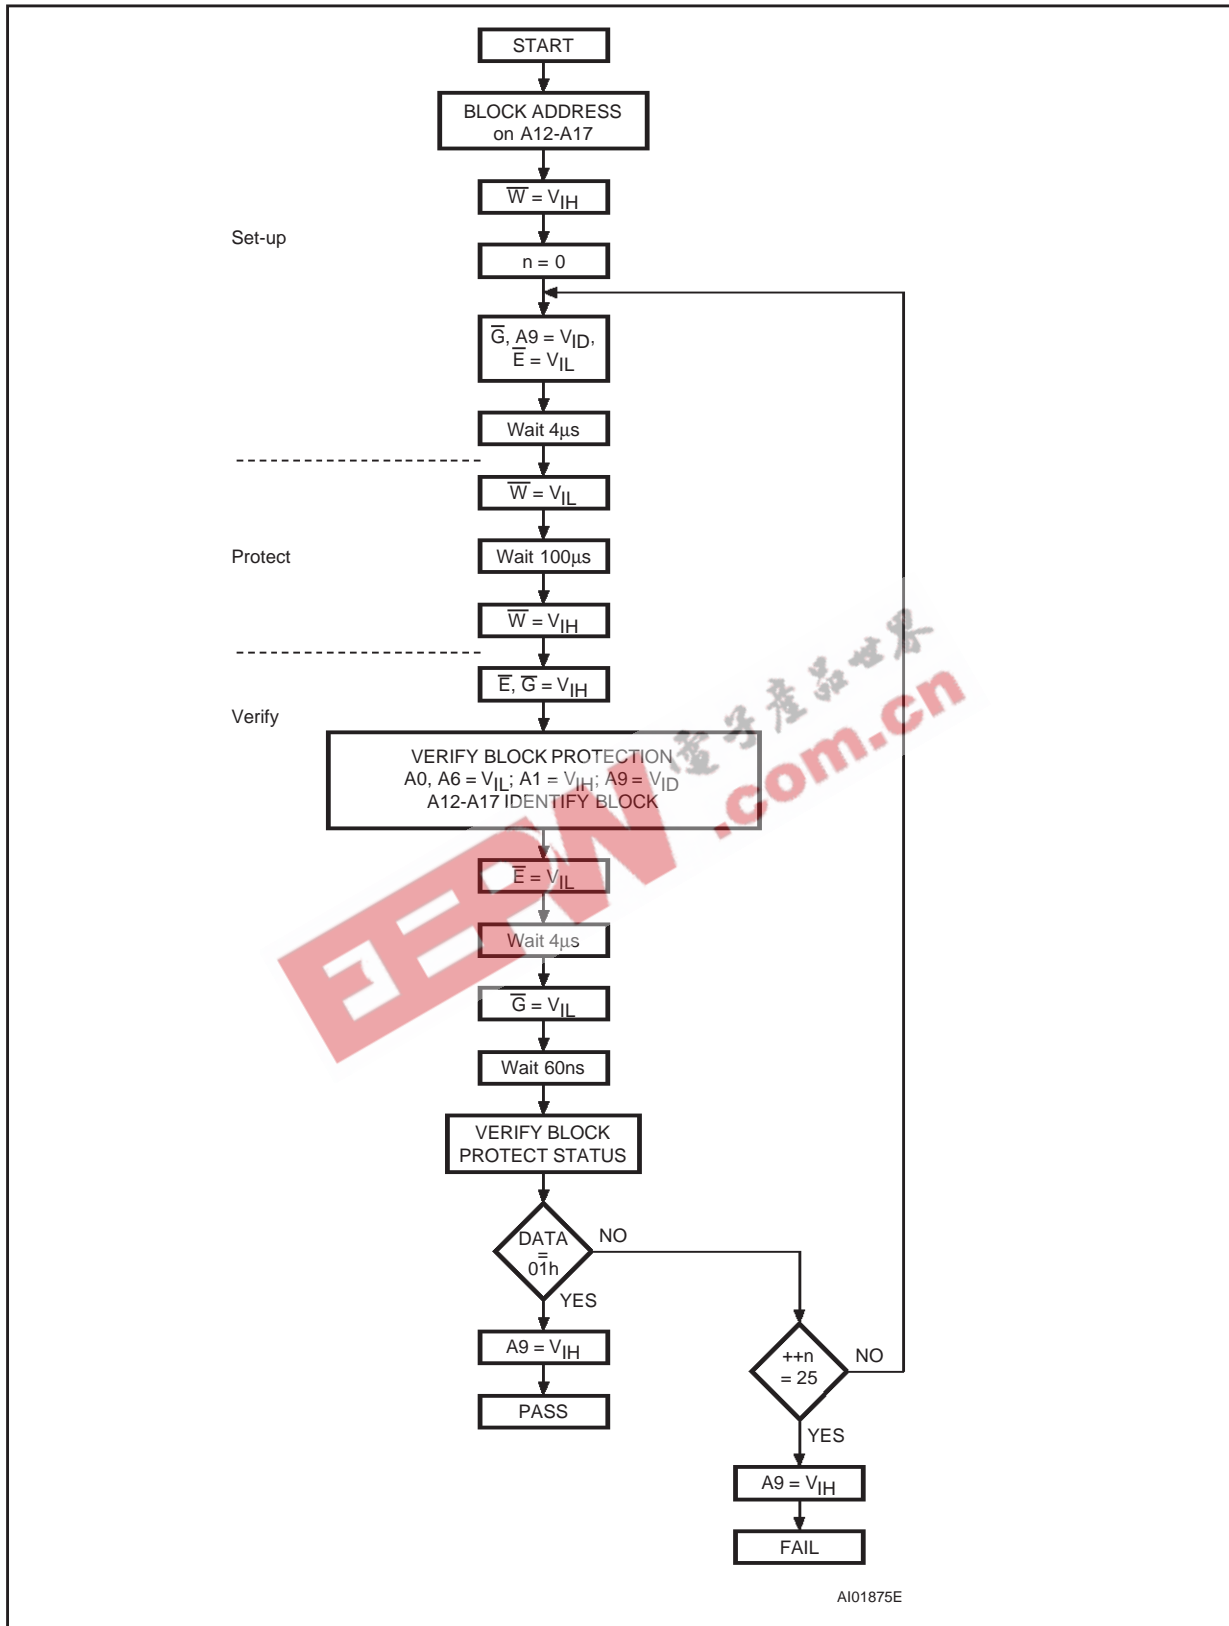 START
BLOCK ADDRESS
on A12-A17
W̅ = VIH
Set-up
n = 0
G̅, A9 = VID,
E̅ = VIL
Wait 4µs
W̅ = VIL
Protect
Wait 100µs
W̅ = VIH
E̅, G̅ = VIH
Verify
VERIFY BLOCK PROTECTION
A0, A6 = VIL; A1 = VIH; A9 = VID
A12-A17 IDENTIFY BLOCK
電子產品世界
EEPW.com.cn
E̅ = VIL
Wait 4µs
G̅ = VIL
Wait 60ns
VERIFY BLOCK
PROTECT STATUS
DATA
=
01h
NO
YES
A9 = VIH
PASS
++n
= 25
NO
YES
A9 = VIH
FAIL
AI01875E